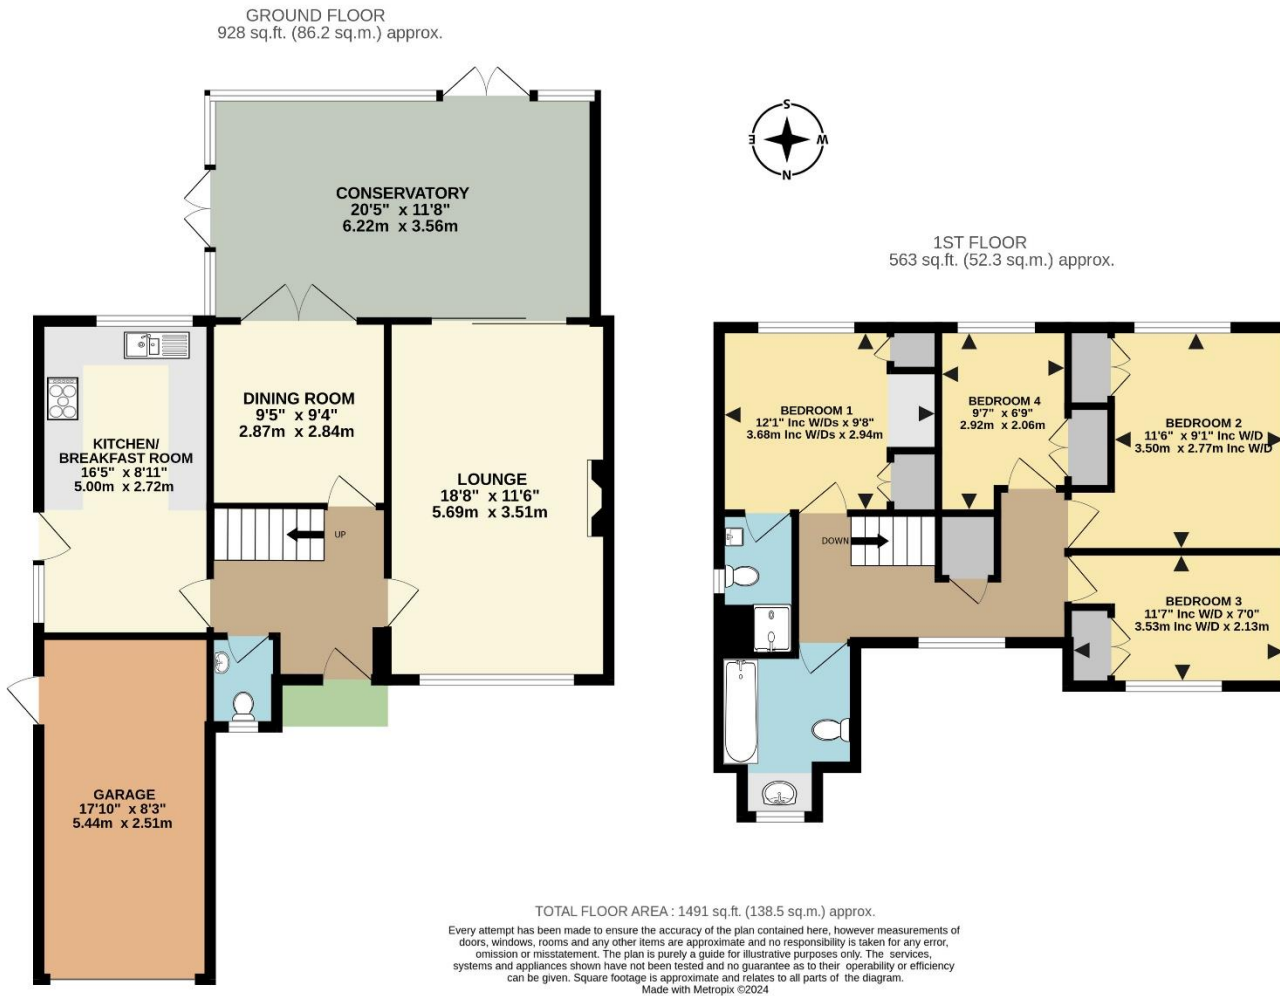 GROUND FLOOR
928 sq.ft. (86.2 sq.m.) approx.
CONSERVATORY
20'5" x 11'8"
6.22m x 3.56m
DINING ROOM
9'5" x 9'4"
2.87m x 2.84m
KITCHEN/
BREAKFAST ROOM
16'5" x 8'11"
5.00m x 2.72m
LOUNGE
18'8" x 11'6"
5.69m x 3.51m
UP
GARAGE
17'10" x 8'3"
5.44m x 2.51m
S
E
W
N
1ST FLOOR
563 sq.ft. (52.3 sq.m.) approx.
BEDROOM 1
12'1" Inc W/Ds x 9'8"
3.68m Inc W/Ds x 2.94m
BEDROOM 4
9'7" x 6'9"
2.92m x 2.06m
BEDROOM 2
11'6" x 9'1" Inc W/D
3.50m x 2.77m Inc W/D
DOWN
BEDROOM 3
11'7" Inc W/D x 7'0"
3.53m Inc W/D x 2.13m
TOTAL FLOOR AREA : 1491 sq.ft. (138.5 sq.m.) approx.
Every attempt has been made to ensure the accuracy of the plan contained here, however measurements of
doors, windows, rooms and any other items are approximate and no responsibility is taken for any error,
omission or misstatement. The plan is purely a guide for illustrative purposes only. The services,
systems and appliances shown have not been tested and no guarantee as to their operability or efficiency
can be given. Square footage is approximate and relates to all parts of the diagram.
Made with Metropix ©2024